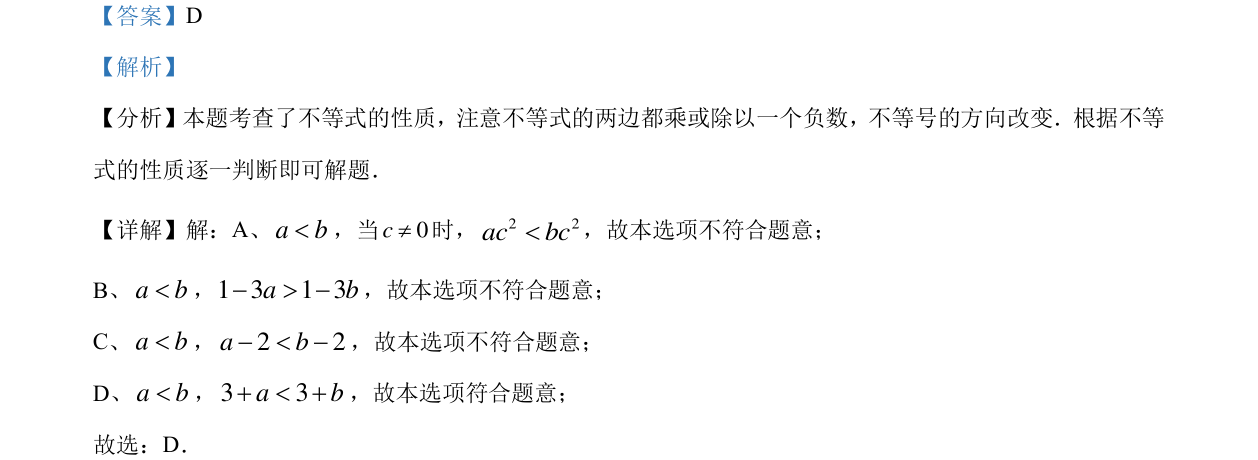 【答案】D
【解析】
【分析】本题考查了不等式的性质，注意不等式的两边都乘或除以一个负数，不等号的方向改变．根据不等
式的性质逐一判断即可解题．
【详解】解：A、a<b，当c≠0时，ac²<bc²，故本选项不符合题意；
B、a<b，1−3a>1−3b，故本选项不符合题意；
C、a<b，a−2<b−2，故本选项不符合题意；
D、a<b，3+a<3+b，故本选项符合题意；
故选：D．